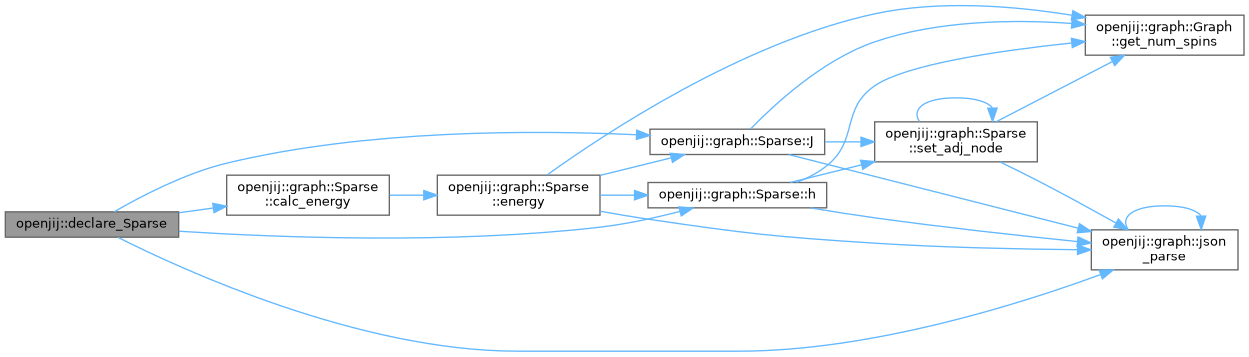 openjij::declare_Sparse
openjij::graph::Sparse
::calc_energy
openjij::graph::Sparse
::energy
openjij::graph::Sparse::J
openjij::graph::Sparse::h
openjij::graph::Sparse
::set_adj_node
openjij::graph::Graph
::get_num_spins
openjij::graph::json
_parse